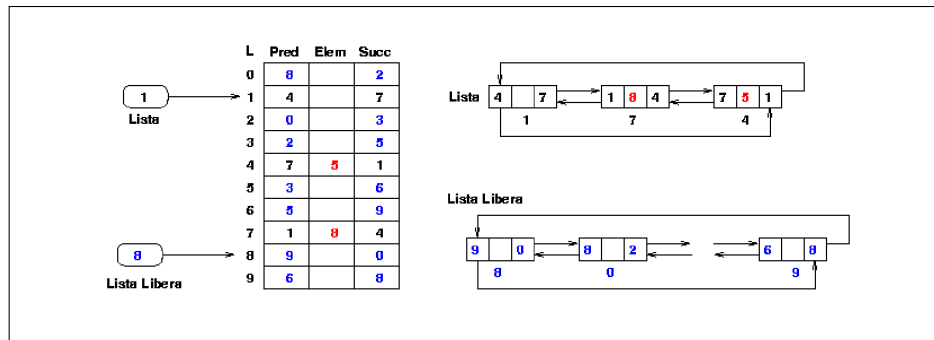 L Pred Elem Succ
0 8 2
1 4 7
2 0 3
3 2 5
4 7 5 1
5 3 6
6 5 9
7 1 8 4
8 9 0
9 6 8
1
Lista
8
Lista Libera
Lista 4 7 1 8 4 7 5 1
1 7 4
Lista Libera
9 0 8 2 6 8
8 0 9